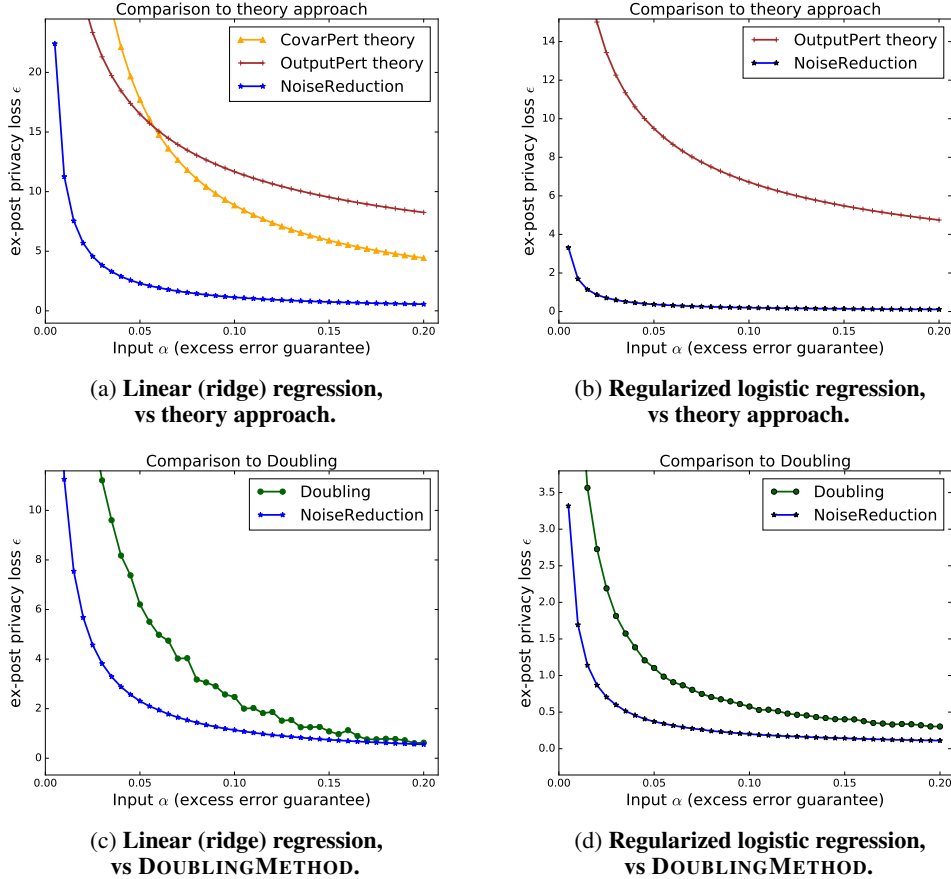 Comparison to theory approach
CovarPert theory
OutputPert theory
NoiseReduction
ex-post privacy loss ϵ
20
15
10
5
0
0.00 0.05 0.10 0.15 0.20
Input α (excess error guarantee)
(a) Linear (ridge) regression,
vs theory approach.
Comparison to theory approach
OutputPert theory
NoiseReduction
ex-post privacy loss ϵ
14
12
10
8
6
4
2
0
0.00 0.05 0.10 0.15 0.20
Input α (excess error guarantee)
(b) Regularized logistic regression,
vs theory approach.
Comparison to Doubling
Doubling
NoiseReduction
ex-post privacy loss ϵ
10
8
6
4
2
0
0.00 0.05 0.10 0.15 0.20
Input α (excess error guarantee)
(c) Linear (ridge) regression,
vs DOUBLINGMETHOD.
Comparison to Doubling
Doubling
NoiseReduction
ex-post privacy loss ϵ
3.5
3.0
2.5
2.0
1.5
1.0
0.5
0.0
0.00 0.05 0.10 0.15 0.20
Input α (excess error guarantee)
(d) Regularized logistic regression,
vs DOUBLINGMETHOD.